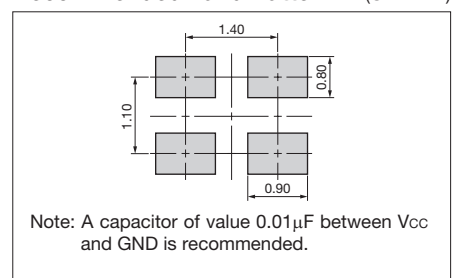 1.40
0.80
1.10
0.90
Note: A capacitor of value 0.01μF between Vcc
and GND is recommended.